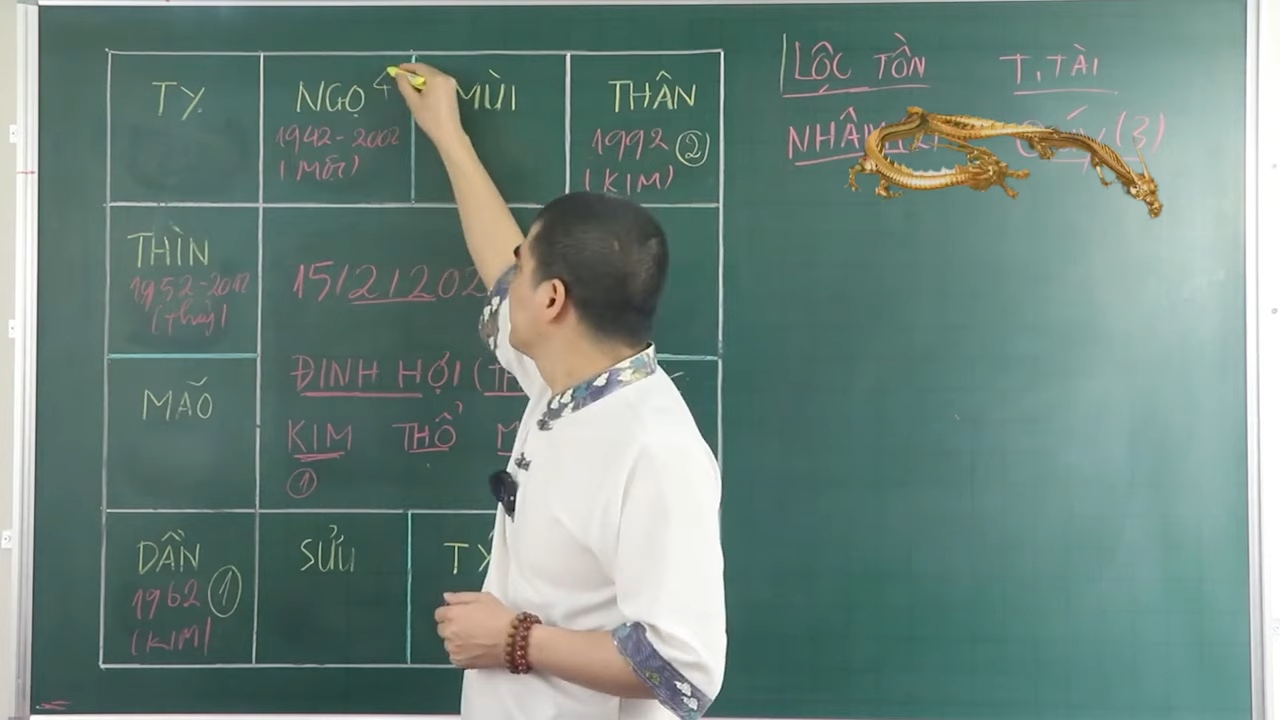 TỴ
NGỌ 4
1942-2002
(MỘC)
MÙI
THÂN
1992 ②
(KIM)
LỘC TỒN T.TÀI
(3)
THÌN
1952-2012
(Thủy)
15/2/202
ĐINH HỢI (
KIM THỔ
①
MÃO
DẦN
1962 ①
(KIM)
SỬU